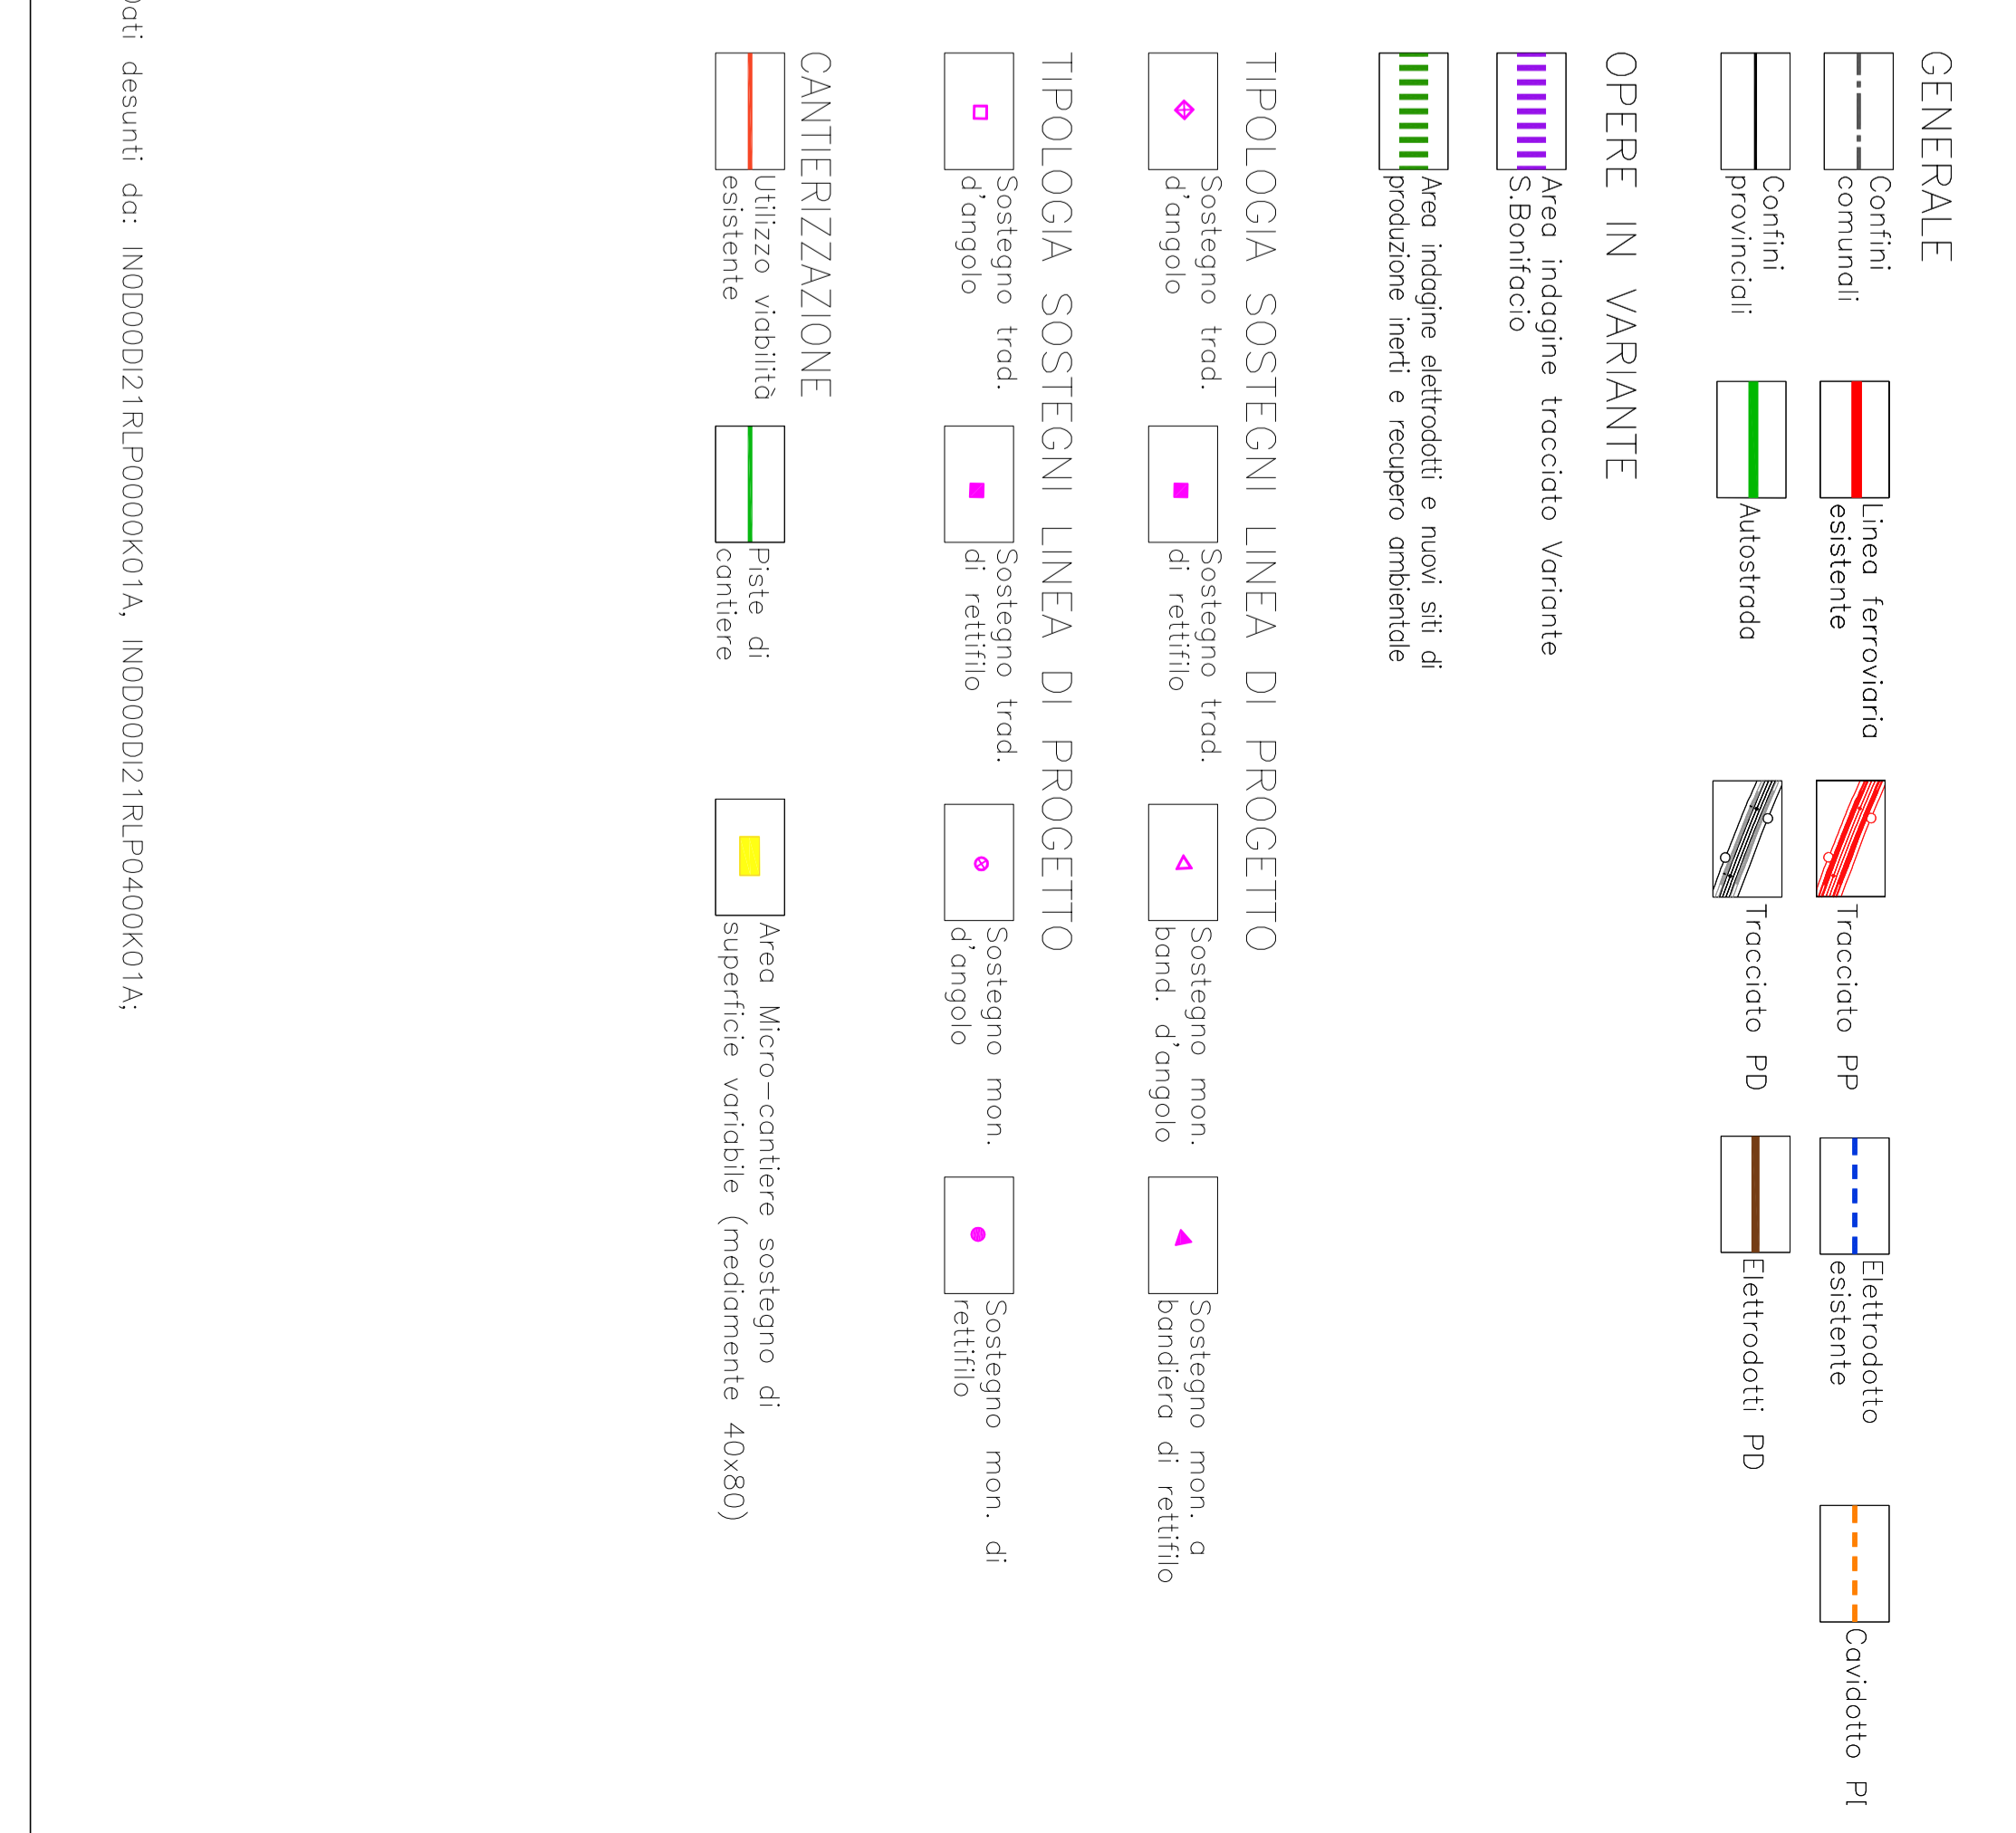 GENERALE
Confini
comunali
Linea ferroviaria
esistente
Tracciato PP
Elettrodotto
esistente
Cavidotto
Confini
provinciali
Autostrada
Tracciato PD
Elettrodotti PD
OPERE IN VARIANTE
Area indagine tracciato Variante
S.Bonifacio
Area indagine elettrodotti e nuovi siti di
produzione inerti e recupero ambientale
TIPOLOGIA SOSTEGNI LINEA DI PROGETTO
Sostegno trad.
d'angolo
Sostegno trad.
di rettifilo
Sostegno mon.
band. d'angolo
Sostegno mon. a
bandiera di rettifilo
TIPOLOGIA SOSTEGNI LINEA DI PROGETTO
Sostegno trad.
d'angolo
Sostegno trad.
di rettifilo
Sostegno mon.
d'angolo
Sostegno mon. di
rettifilo
CANTIERIZZAZIONE
Utilizzo viabilità
esistente
Piste di
cantiere
Area Micro-cantiere sostegno di
superficie variabile (mediamente 40x80)
Dati desunti da: IN0D00DI21RLP0000K01A, IN0D00DI21RLP0400K01A;